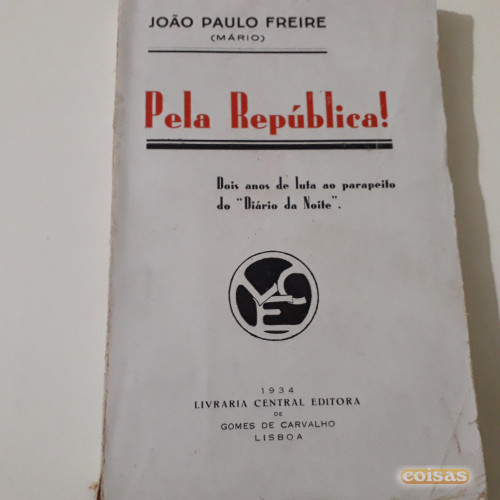 JOÃO PAULO FREIRE
(MÁRIO)
Pela República!
Dois anos de luta ao parapeito
do "Diário da Noite".
LCE
1934
LIVRARIA CENTRAL EDITORA
DE
GOMES DE CARVALHO
LISBOA
coisas